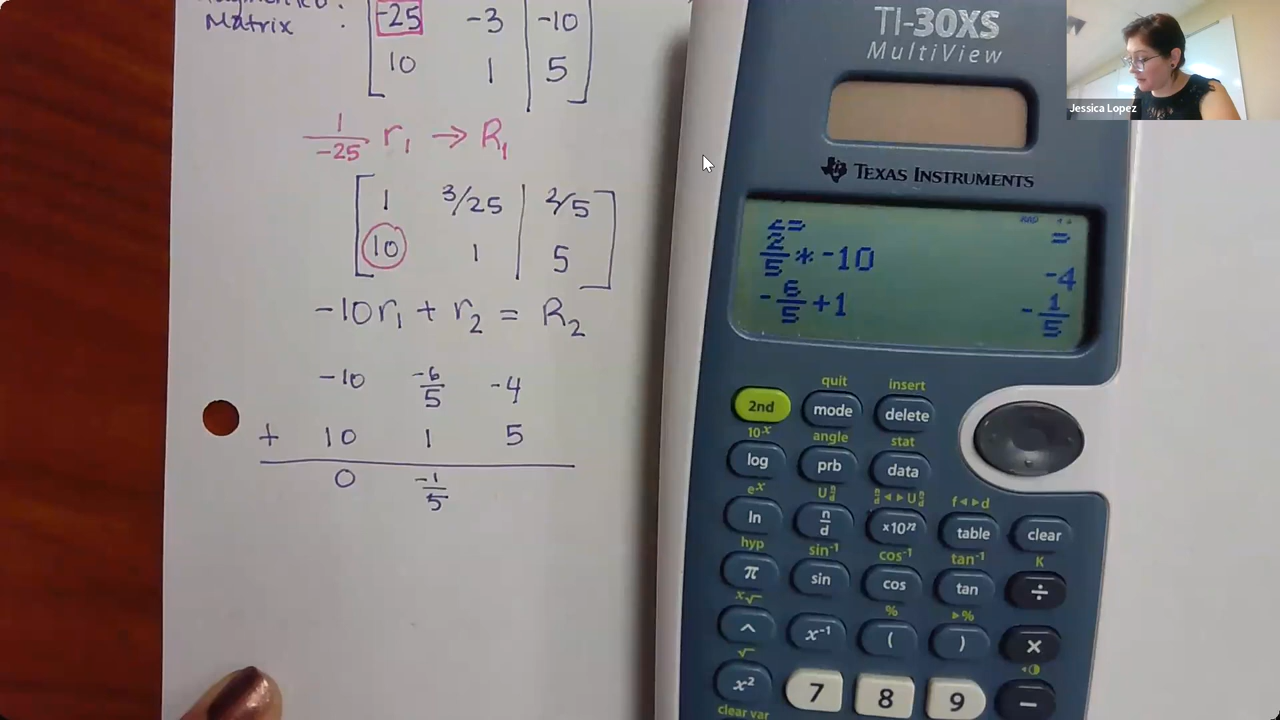 Matrix :
-25 -3 -10
10 1 5
1/-25 r₁ → R₁
1 3/25 2/5
10 1 5
-10r₁ + r₂ = R₂
-10 -6/5 -4
+ 10 1 5
0 -1/5
TI-30XS
MultiView
TEXAS INSTRUMENTS
2/5*-10 -4
-6/5+1 -1/5
quit insert
2nd mode delete
10ˣ angle stat
log prb data
eˣ f◄►d
ln n/d ×10ⁿ table clear
hyp sin⁻¹ cos⁻¹ tan⁻¹ K
π sin cos tan ÷
ˣ√ % ►%
^ x⁻¹ ( ) ×
√
x² 7 8 9 −
clear var
Jessica Lopez